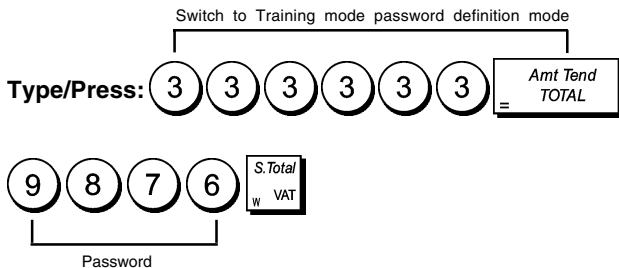 Switch to Training mode password definition mode
Type/Press: 3 3 3 3 3 3 = Amt Tend TOTAL
9 8 7 6 S.Total W VAT
Password